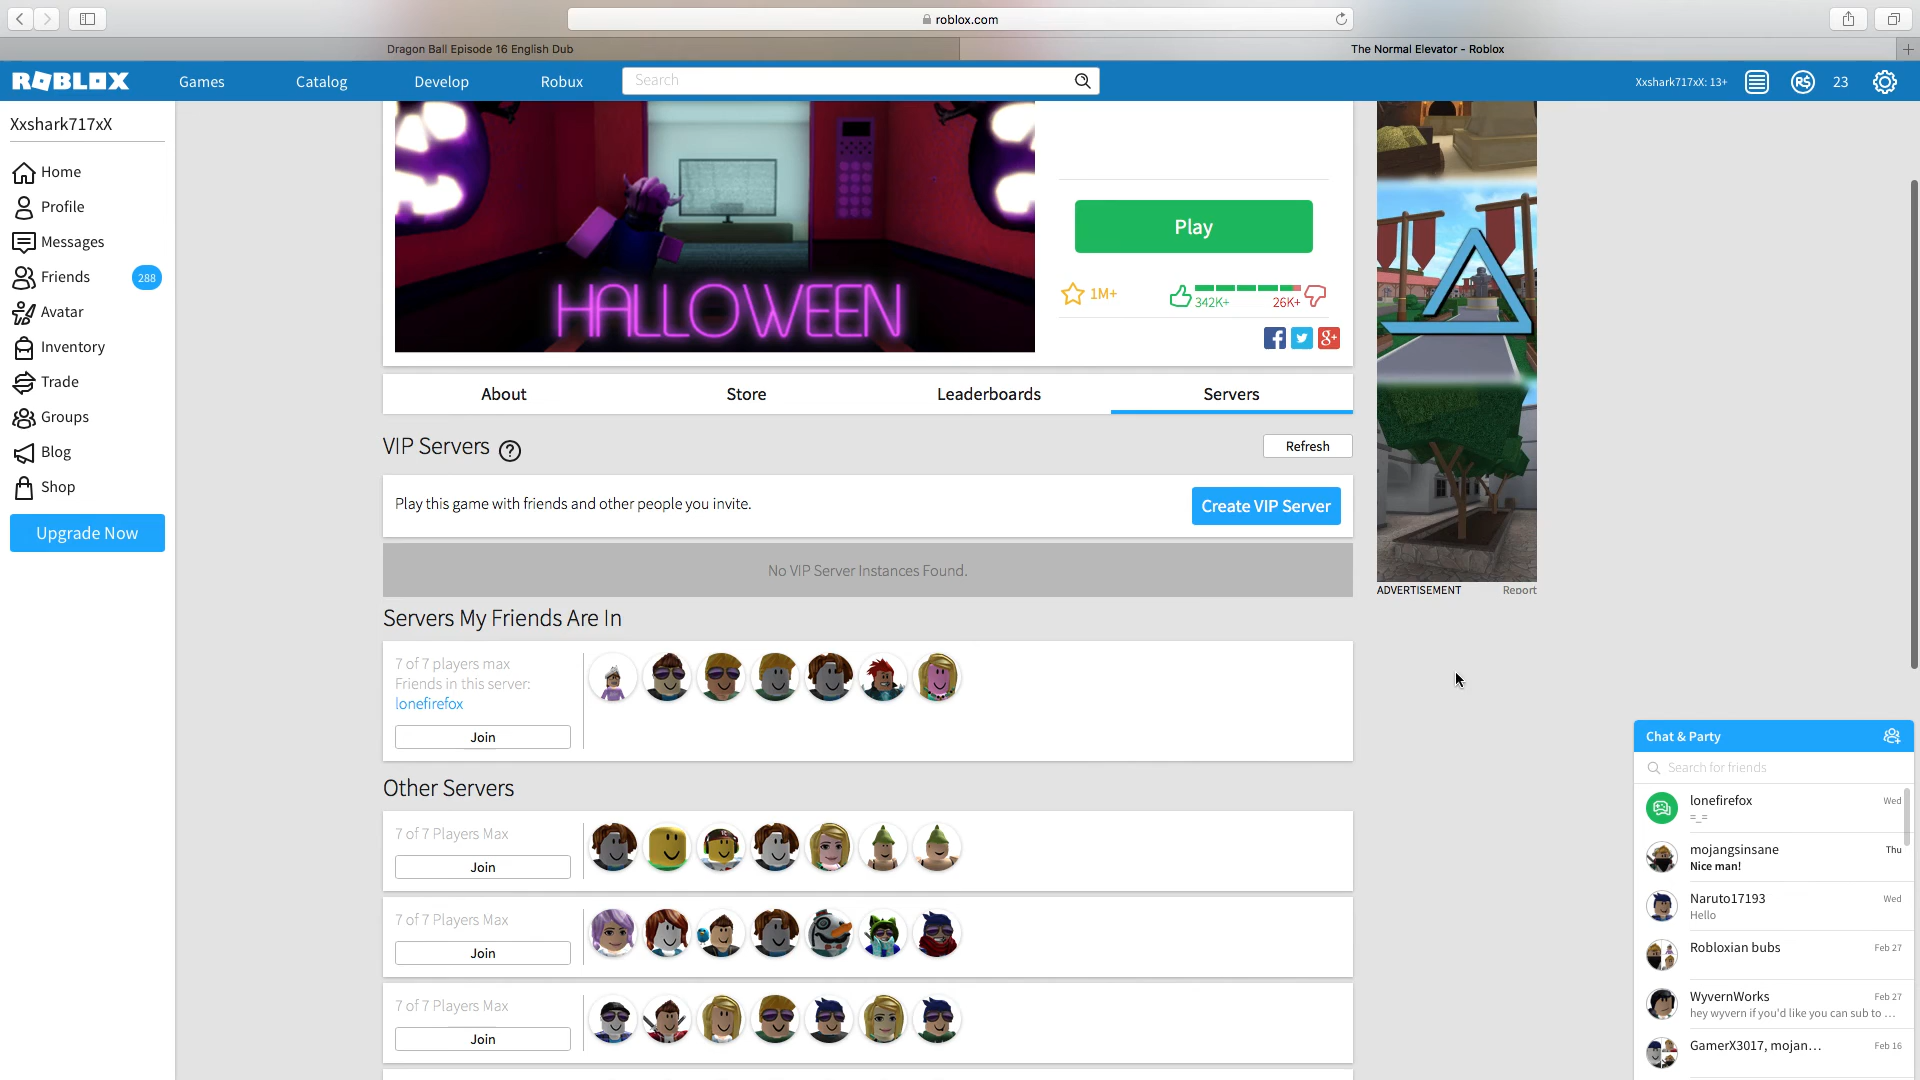 roblox.com
Dragon Ball Episode 16 English Dub
The Normal Elevator - Roblox
ROBLOX
Games
Catalog
Develop
Robux
Search
Xxshark717xX: 13+
R$
23
Xxshark717xX
Home
Profile
Messages
Friends
288
Avatar
Inventory
Trade
Groups
Blog
Shop
Upgrade Now
HALLOWEEN
Play
1M+
342K+
26K+
About
Store
Leaderboards
Servers
VIP Servers ?
Refresh
Play this game with friends and other people you invite.
Create VIP Server
No VIP Server Instances Found.
ADVERTISEMENT
Report
Servers My Friends Are In
7 of 7 players max
Friends in this server:
lonefirefox
Join
Other Servers
7 of 7 Players Max
Join
7 of 7 Players Max
Join
7 of 7 Players Max
Join
Chat & Party
Search for friends
lonefirefox
Wed
=_=
mojangsinsane
Thu
Nice man!
Naruto17193
Wed
Hello
Robloxian bubs
Feb 27
WyvernWorks
Feb 27
hey wyvern if you'd like you can sub to ...
GamerX3017, mojan...
Feb 16